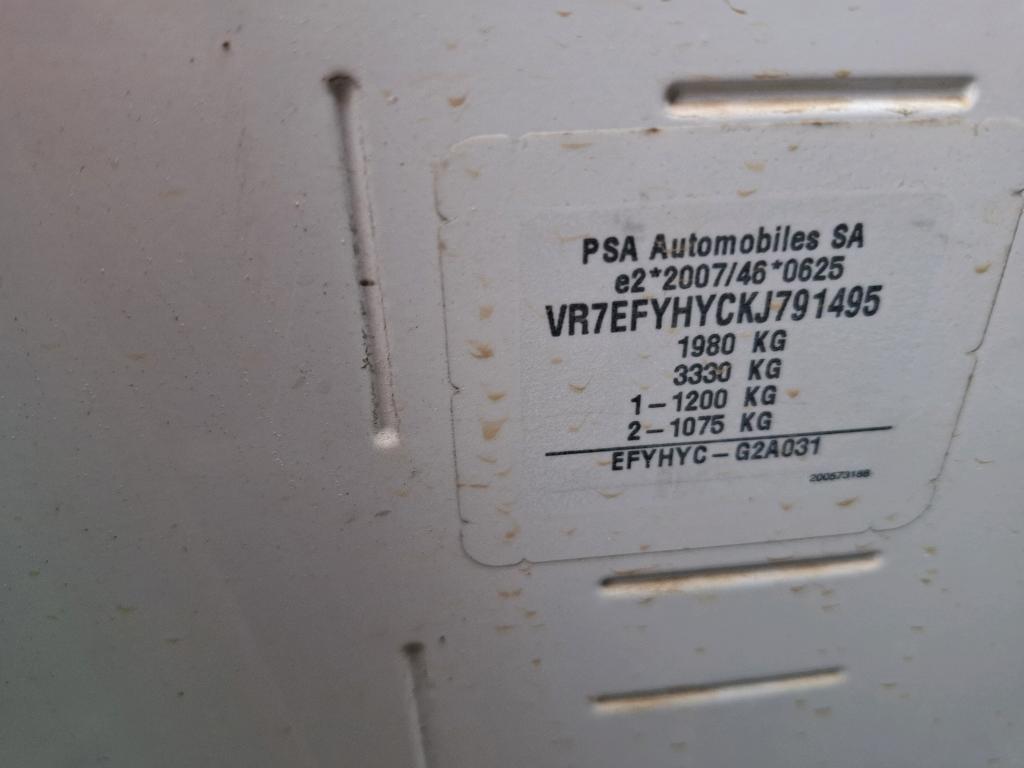 PSA Automobiles SA
e2*2007/46*0625
VR7EFYHYCKJ791495
1980 KG
3330 KG
1-1200 KG
2-1075 KG
EFYHYC-G2A031